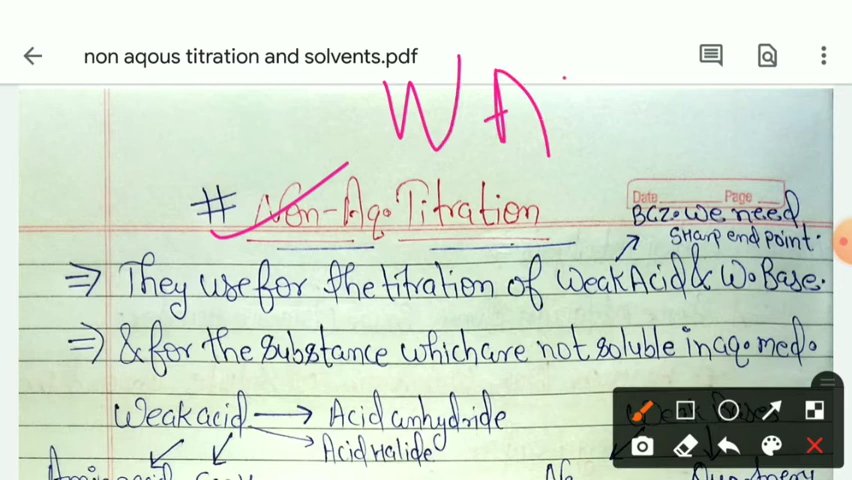 non aqous titration and solvents.pdf
WA
# Non-Aq. Titration
Date Page
BCZ. we need
SHarp end point.
⇒ They use for the titration of Weak Acid & W.Base.
⇒ & for the substance which are not soluble in aq. med.
Weak acid → Acid anhydride
→ Acid Halide